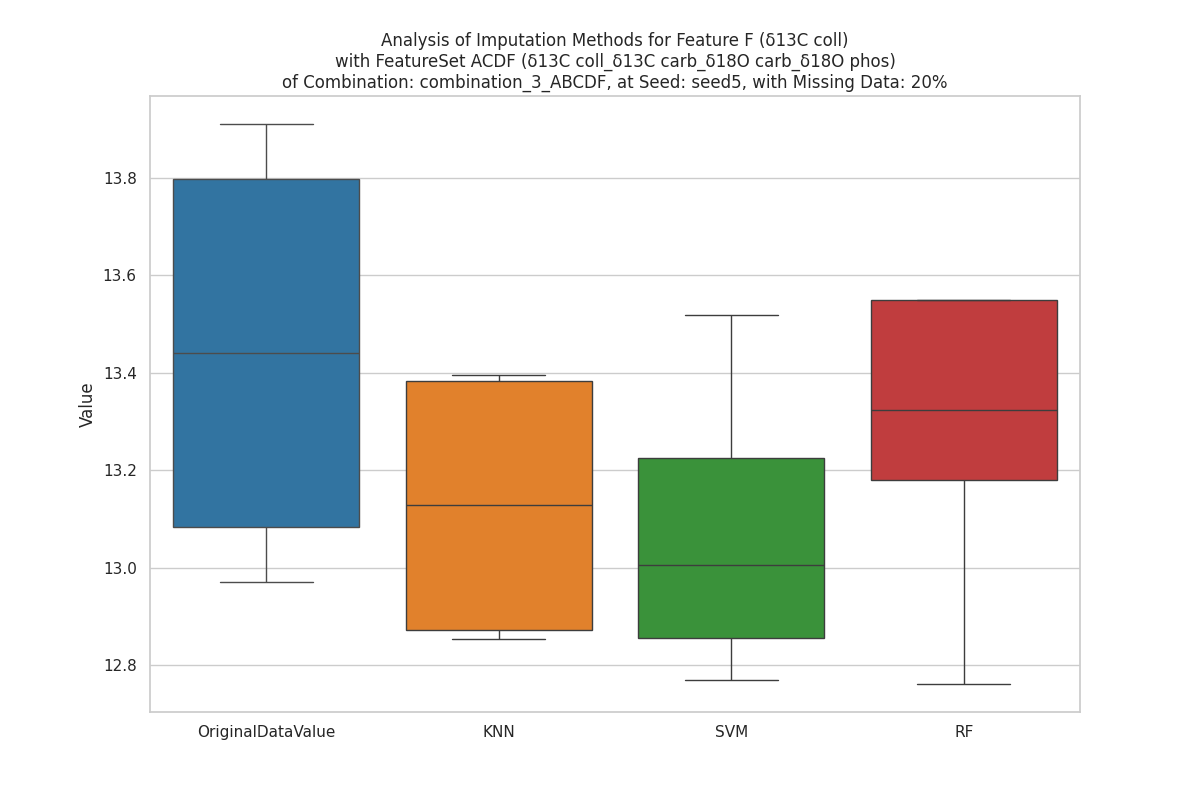 Analysis of Imputation Methods for Feature F (δ13C coll)
with FeatureSet ACDF (δ13C coll_δ13C carb_δ18O carb_δ18O phos)
of Combination: combination_3_ABCDF, at Seed: seed5, with Missing Data: 20%
13.8
13.6
13.4
13.2
13.0
12.8
Value
OriginalDataValue
KNN
SVM
RF